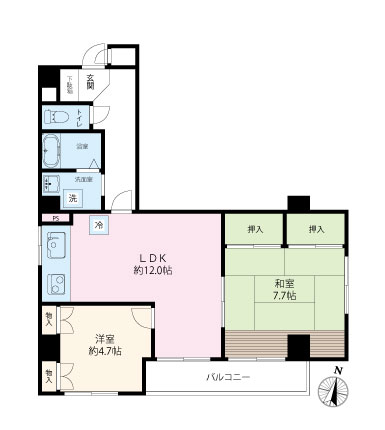 玄関
下駄箱
トイレ
浴室
洗面室
洗
PS
冷
LDK
約12.0帖
押入
押入
和室
7.7帖
物入
洋室
約4.7帖
物入
バルコニー
N